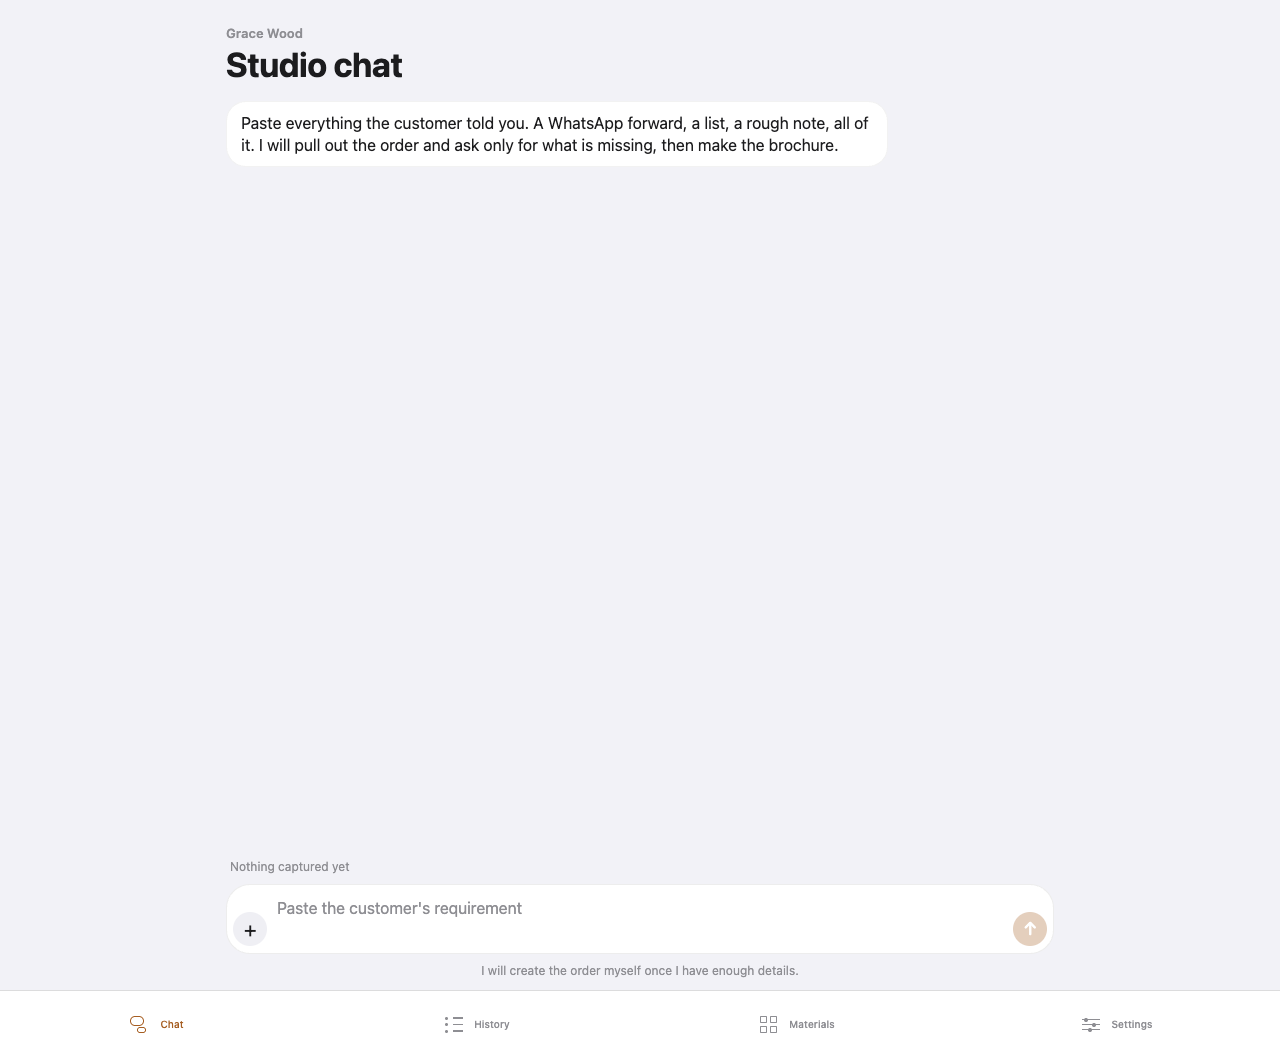 Grace Wood
Studio chat
Paste everything the customer told you. A WhatsApp forward, a list, a rough note, all of
it. I will pull out the order and ask only for what is missing, then make the brochure.
Nothing captured yet
Paste the customer's requirement
+
I will create the order myself once I have enough details.
Chat
History
Materials
Settings